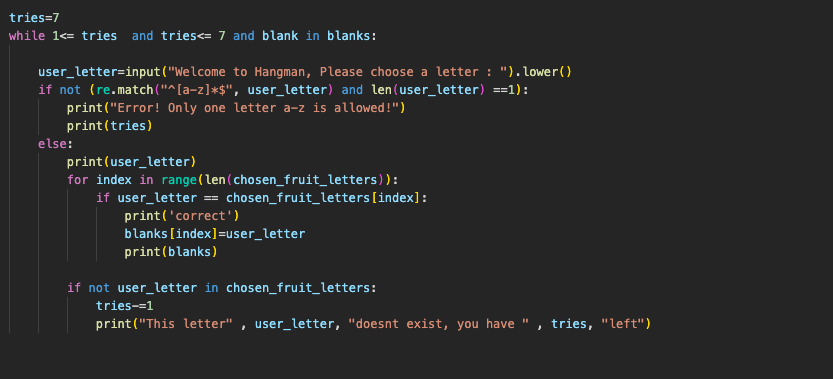 tries=7
while 1<= tries  and tries<= 7 and blank in blanks:
    user_letter=input("Welcome to Hangman, Please choose a letter : ").lower()
    if not (re.match("^[a-z]*$", user_letter) and len(user_letter) ==1):
        print("Error! Only one letter a-z is allowed!")
        print(tries)
    else:
        print(user_letter)
        for index in range(len(chosen_fruit_letters)):
            if user_letter == chosen_fruit_letters[index]:
                print('correct')
                blanks[index]=user_letter
                print(blanks)
        if not user_letter in chosen_fruit_letters:
            tries-=1
            print("This letter" , user_letter, "doesnt exist, you have " , tries, "left")